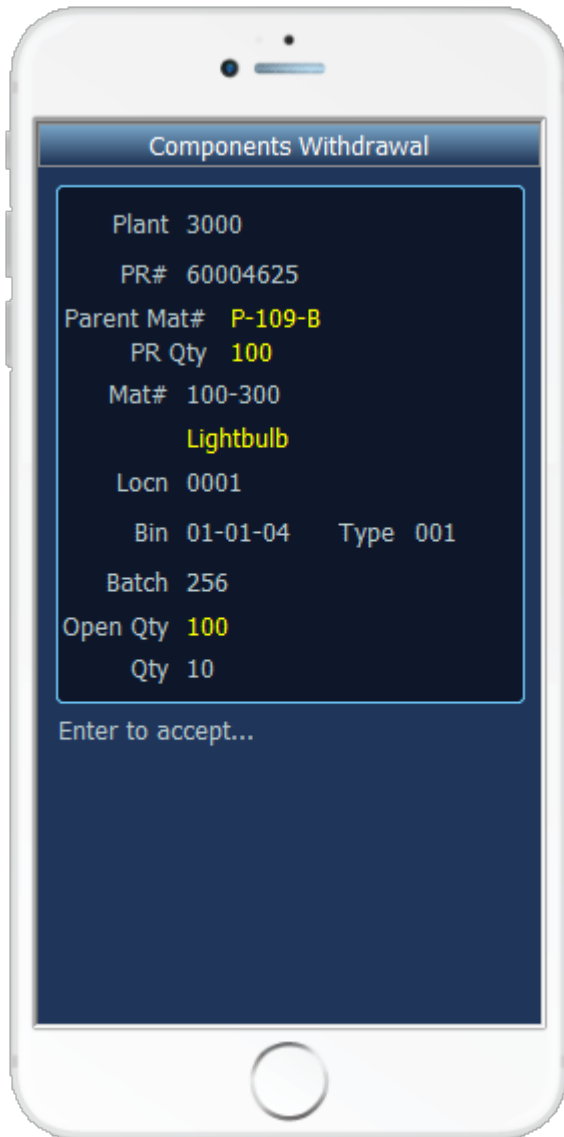 Components Withdrawal
Plant 3000
PR# 60004625
Parent Mat# P-109-B
PR Qty 100
Mat# 100-300
Lightbulb
Locn 0001
Bin 01-01-04 Type 001
Batch 256
Open Qty 100
Qty 10
Enter to accept...